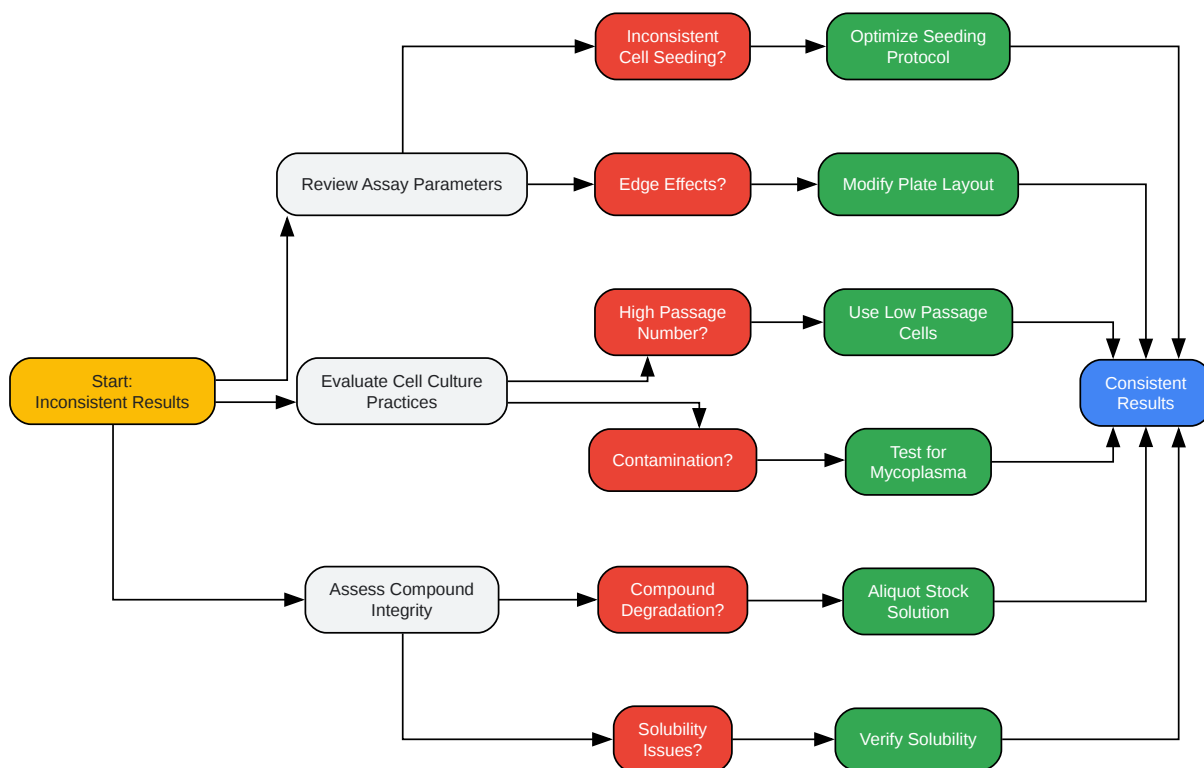 Inconsistent
Cell Seeding?
Optimize Seeding
Protocol
Review Assay Parameters
Edge Effects?
Modify Plate Layout
High Passage
Number?
Use Low Passage
Cells
Start:
Inconsistent Results
Evaluate Cell Culture
Practices
Consistent
Results
Contamination?
Test for
Mycoplasma
Assess Compound
Integrity
Compound
Degradation?
Aliquot Stock
Solution
Solubility
Issues?
Verify Solubility